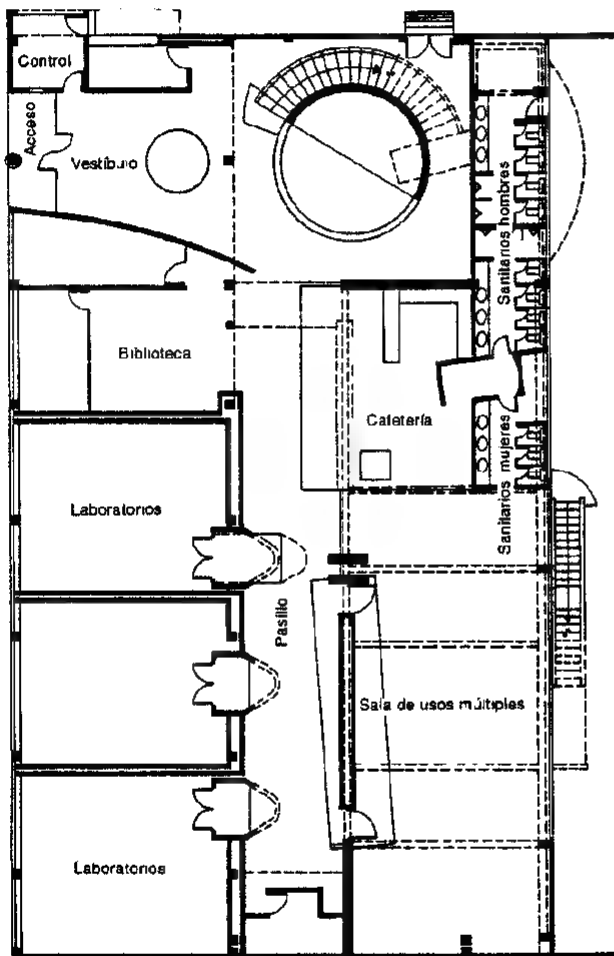 Control
Acceso
Vestíbulo
Sanitarios hombres
Biblioteca
Cafetería
Sanitarios mujeres
Laboratorios
Pasillo
Sala de usos múltiples
Laboratorios